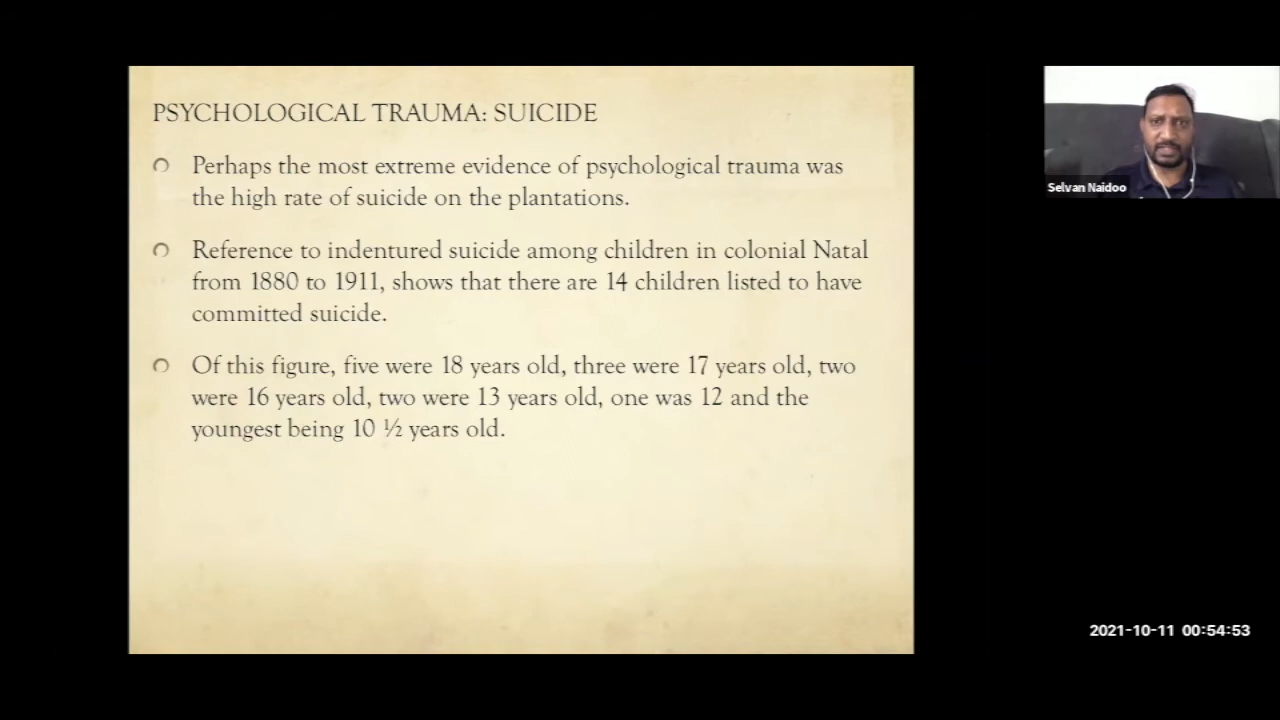 PSYCHOLOGICAL TRAUMA: SUICIDE
Perhaps the most extreme evidence of psychological trauma was
the high rate of suicide on the plantations.
Reference to indentured suicide among children in colonial Natal
from 1880 to 1911, shows that there are 14 children listed to have
committed suicide.
Of this figure, five were 18 years old, three were 17 years old, two
were 16 years old, two were 13 years old, one was 12 and the
youngest being 10 ½ years old.
Selvan Naidoo
2021-10-11 00:54:53